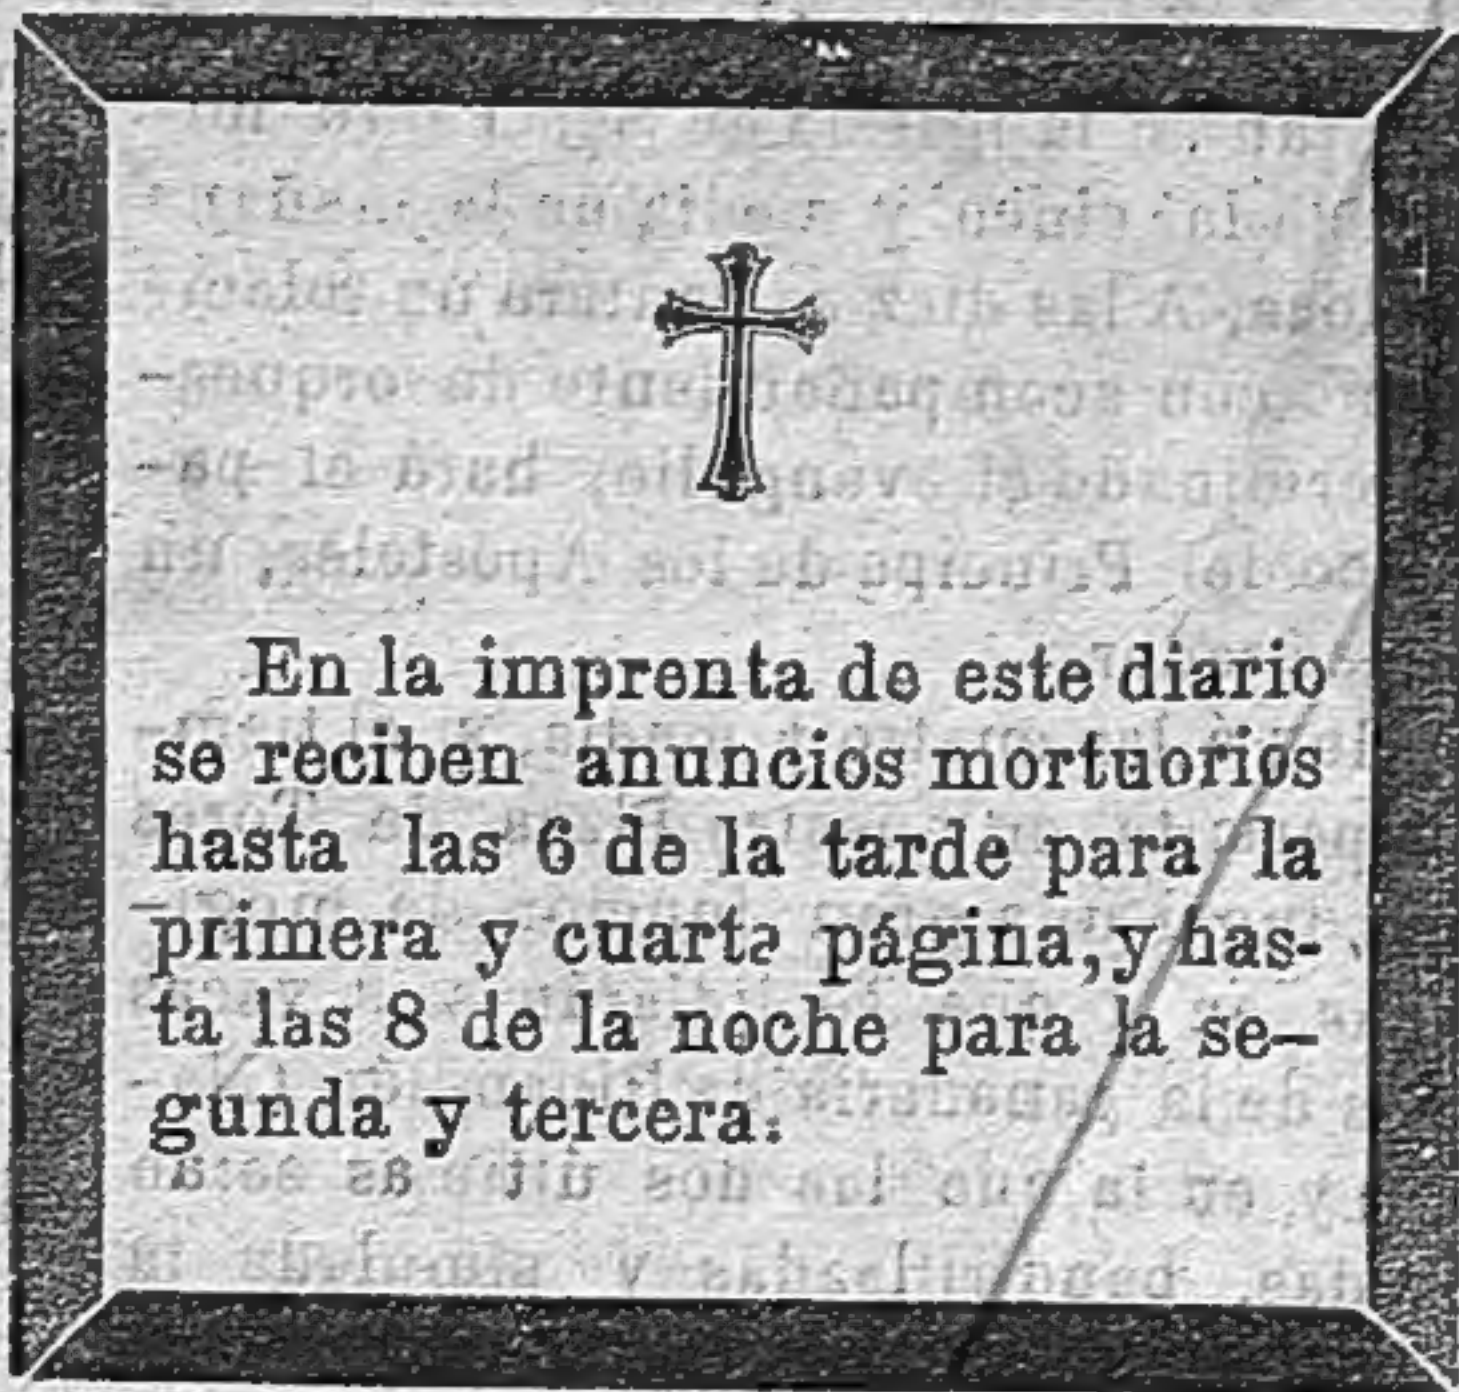 En la imprenta de este diario
se reciben anuncios mortuorios
hasta las 6 de la tarde para la
primera y cuarta página, y has-
ta las 8 de la noche para la se-
gunda y tercera.